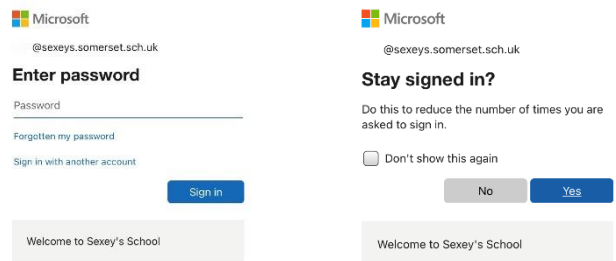 Microsoft
@sexeys.somerset.sch.uk
Enter password
Password
Forgotten my password
Sign in with another account
Sign in
Welcome to Sexey's School
Microsoft
@sexeys.somerset.sch.uk
Stay signed in?
Do this to reduce the number of times you are
asked to sign in.
Don't show this again
No
Yes
Welcome to Sexey's School